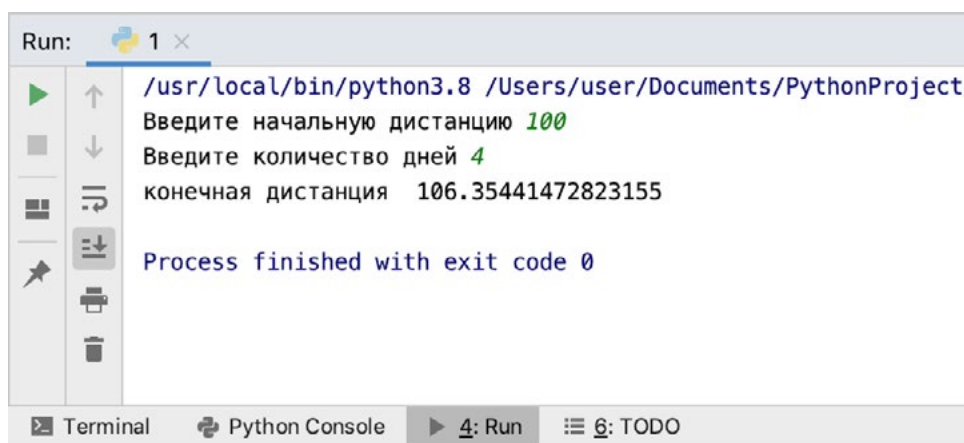 Run: 1
/usr/local/bin/python3.8 /Users/user/Documents/PythonProject
Введите начальную дистанцию 100
Введите количество дней 4
конечная дистанция  106.35441472823155
Process finished with exit code 0
Terminal Python Console 4: Run 6: TODO